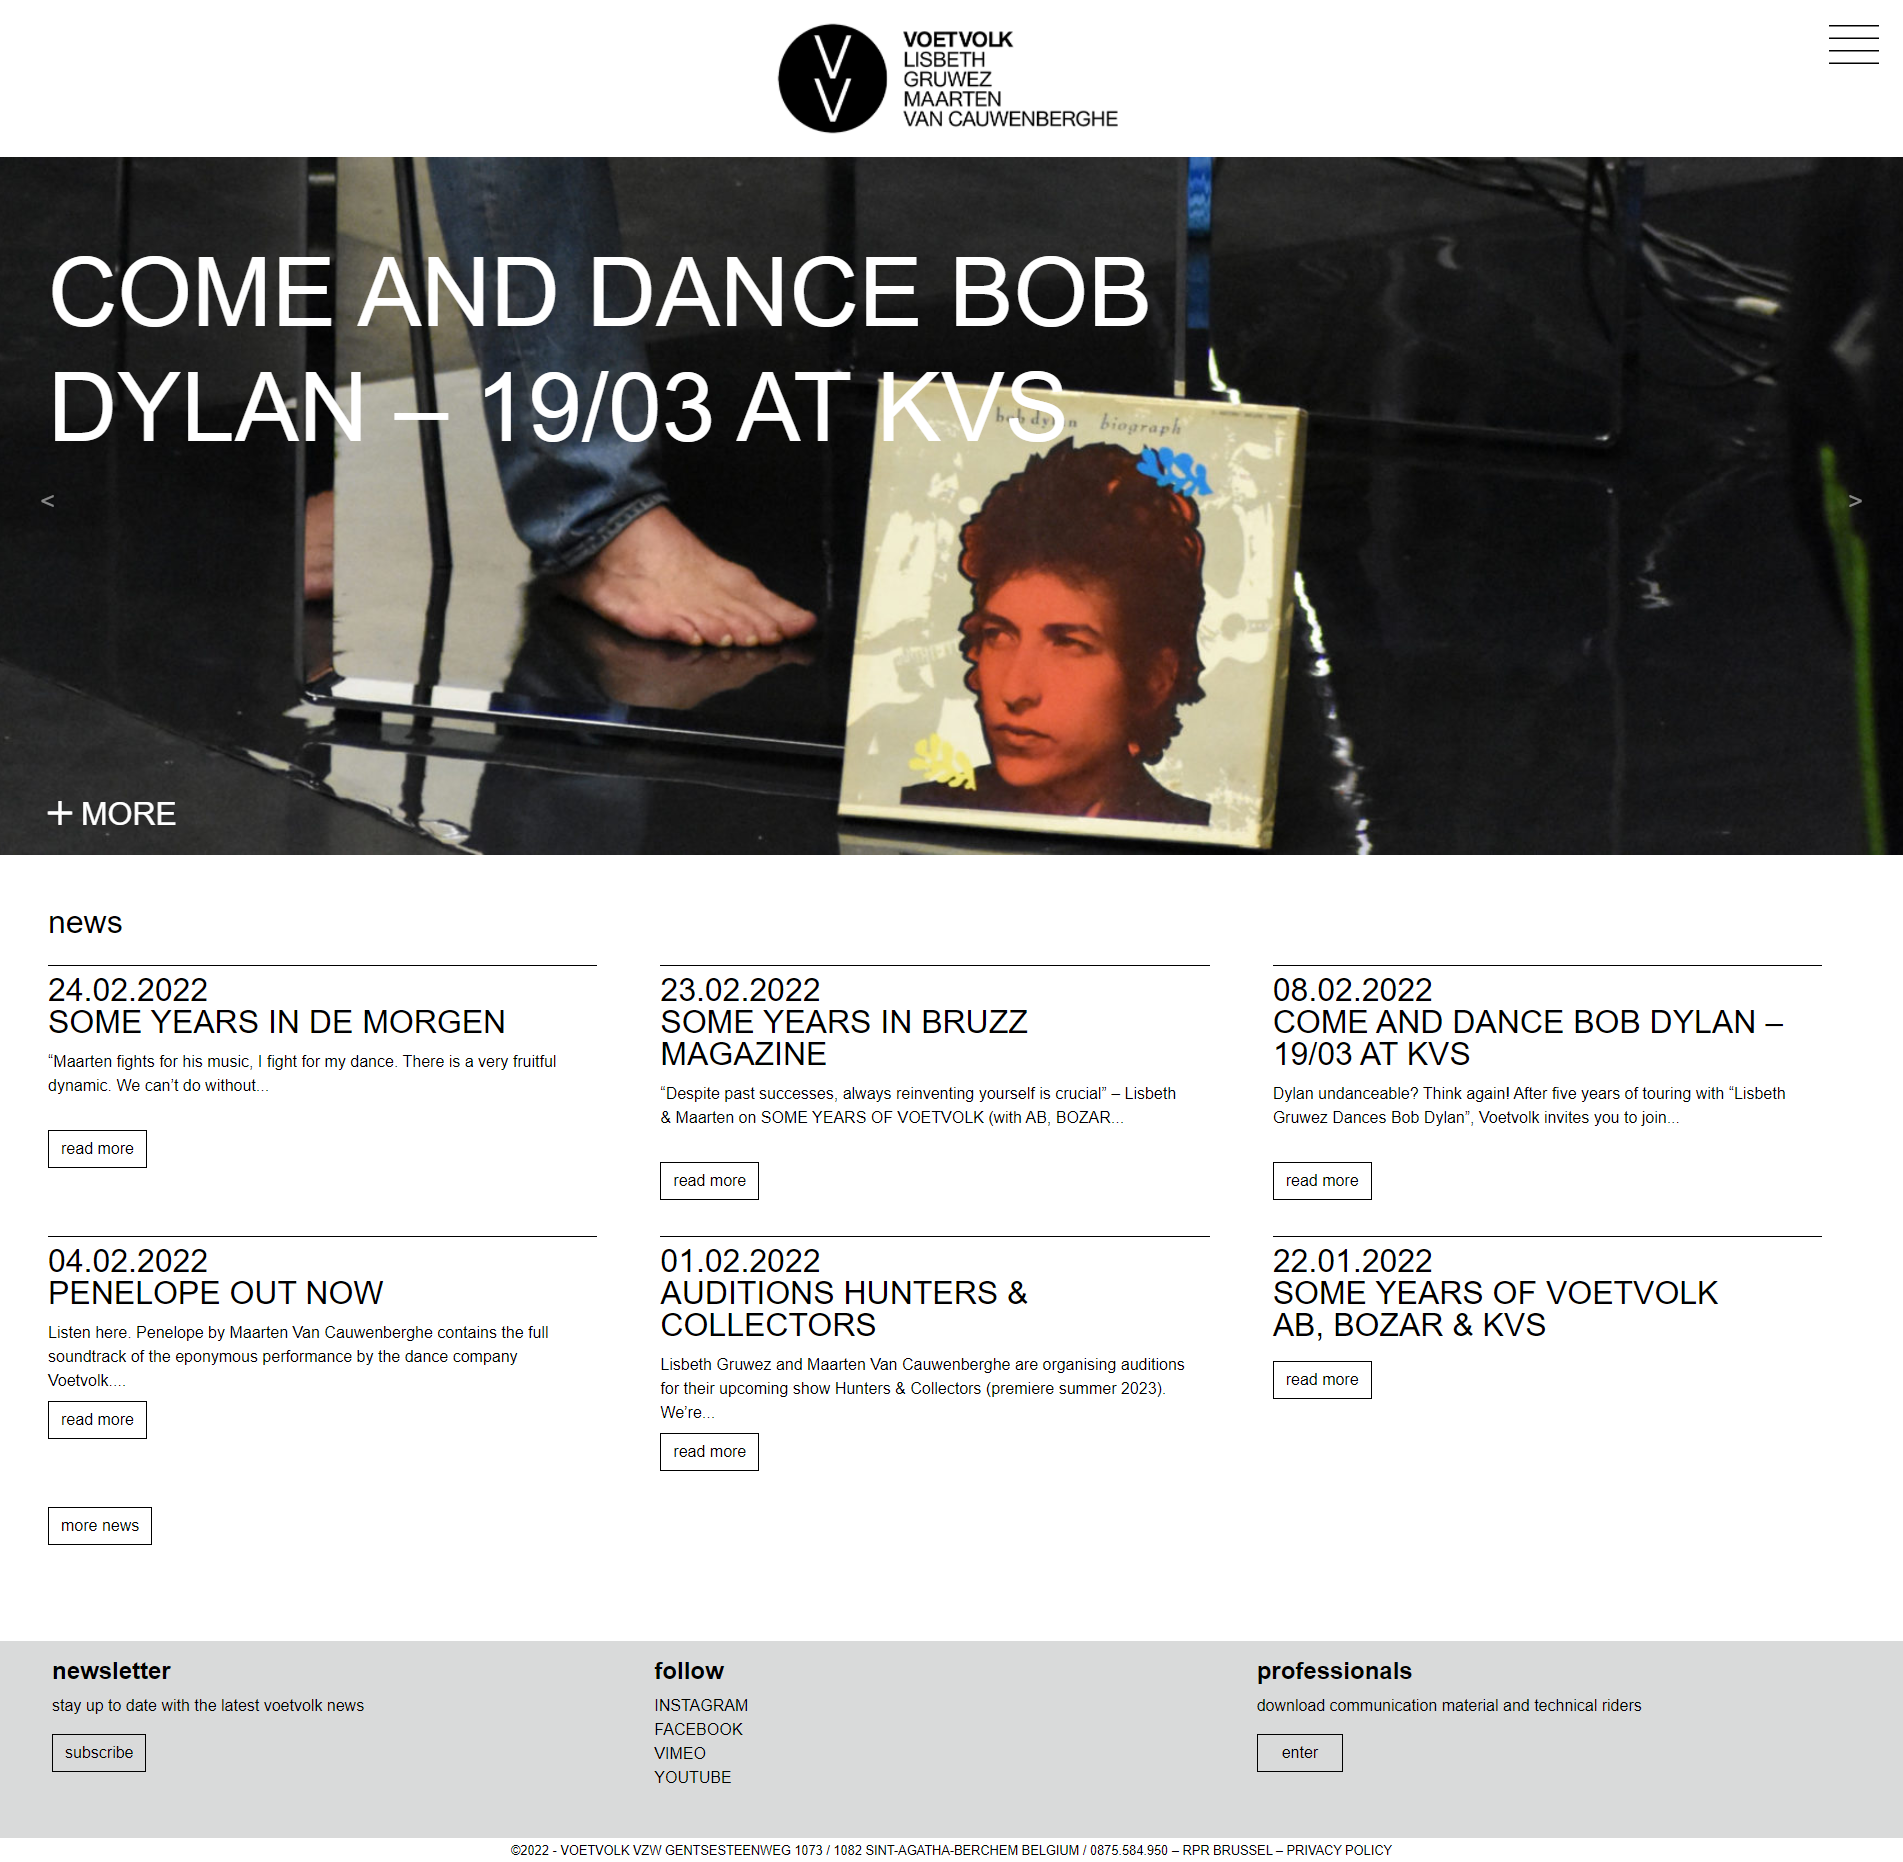 VOETVOLK
LISBETH
GRUWEZ
MAARTEN
VAN CAUWENBERGHE
COME AND DANCE BOB
DYLAN – 19/03 AT KVS
bob dylan biograph
<
>
+ MORE
news
24.02.2022
SOME YEARS IN DE MORGEN
“Maarten fights for his music, I fight for my dance. There is a very fruitful
dynamic. We can’t do without...
read more
23.02.2022
SOME YEARS IN BRUZZ
MAGAZINE
“Despite past successes, always reinventing yourself is crucial” – Lisbeth
& Maarten on SOME YEARS OF VOETVOLK (with AB, BOZAR...
read more
08.02.2022
COME AND DANCE BOB DYLAN –
19/03 AT KVS
Dylan undanceable? Think again! After five years of touring with “Lisbeth
Gruwez Dances Bob Dylan”, Voetvolk invites you to join...
read more
04.02.2022
PENELOPE OUT NOW
Listen here. Penelope by Maarten Van Cauwenberghe contains the full
soundtrack of the eponymous performance by the dance company
Voetvolk....
read more
01.02.2022
AUDITIONS HUNTERS &
COLLECTORS
Lisbeth Gruwez and Maarten Van Cauwenberghe are organising auditions
for their upcoming show Hunters & Collectors (premiere summer 2023).
We’re...
read more
22.01.2022
SOME YEARS OF VOETVOLK
AB, BOZAR & KVS
read more
more news
newsletter
stay up to date with the latest voetvolk news
subscribe
follow
INSTAGRAM
FACEBOOK
VIMEO
YOUTUBE
professionals
download communication material and technical riders
enter
©2022 - VOETVOLK VZW GENTSESTEENWEG 1073 / 1082 SINT-AGATHA-BERCHEM BELGIUM / 0875.584.950 – RPR BRUSSEL – PRIVACY POLICY